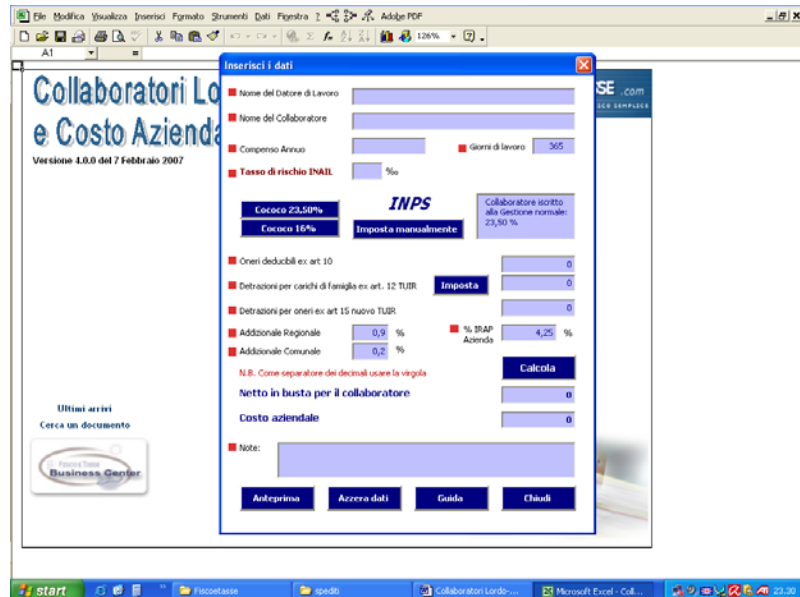 File Modifica Visualizza Inserisci Formato Strumenti Dati Finestra ? Adobe PDF
126%
A1 =
Collaboratori Lo
e Costo Azienda
Versione 4.0.0 del 7 Febbraio 2007
SSE .com
SCO SEMPLICE
Inserisci i dati
Nome del Datore di Lavoro
Nome del Collaboratore
Compenso Annuo
Giorni di lavoro 365
Tasso di rischio INAIL ‰
Cococo 23,50%
Cococo 16%
INPS
Imposta manualmente
Collaboratore iscritto
alla Gestione normale:
23,50 %
Oneri deducibili ex art 10 0
Detrazioni per carichi di famiglia ex art. 12 TUIR Imposta 0
Detrazioni per oneri ex art 15 nuovo TUIR 0
Addizionale Regionale 0,9 %
% IRAP
Azienda 4,25 %
Addizionale Comunale 0,2 %
N.B. Come separatore dei decimali usare la virgola
Calcola
Netto in busta per il collaboratore 0
Costo aziendale 0
Note:
Anteprima Azzera dati Guida Chiudi
Ultimi arrivi
Cerca un documento
Business Center
start
Fiscoetasse
spediti
Collaboratori Lordo-...
Microsoft Excel - Coll...
23.30